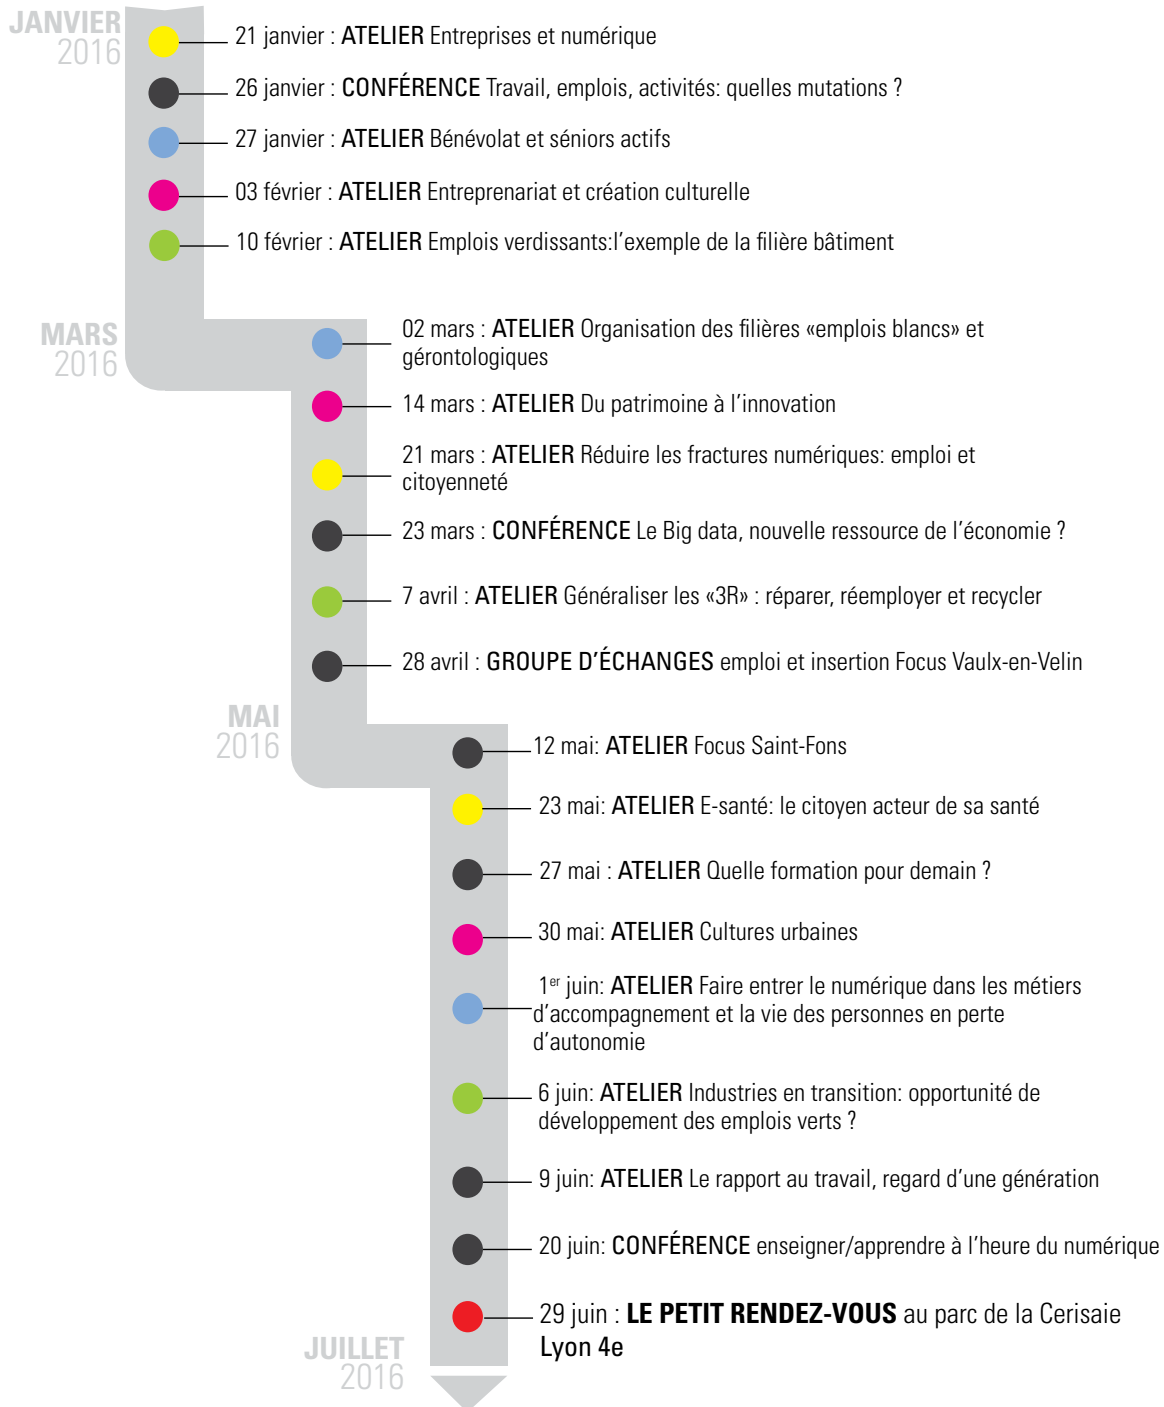 JANVIER
2016
21 janvier : ATELIER Entreprises et numérique
26 janvier : CONFÉRENCE Travail, emplois, activités: quelles mutations ?
27 janvier : ATELIER Bénévolat et séniors actifs
03 février : ATELIER Entreprenariat et création culturelle
10 février : ATELIER Emplois verdissants:l’exemple de la filière bâtiment
MARS
2016
02 mars : ATELIER Organisation des filières «emplois blancs» et
gérontologiques
14 mars : ATELIER Du patrimoine à l’innovation
21 mars : ATELIER Réduire les fractures numériques: emploi et
citoyenneté
23 mars : CONFÉRENCE Le Big data, nouvelle ressource de l’économie ?
7 avril : ATELIER Généraliser les «3R» : réparer, réemployer et recycler
28 avril : GROUPE D’ÉCHANGES emploi et insertion Focus Vaulx-en-Velin
MAI
2016
12 mai: ATELIER Focus Saint-Fons
23 mai: ATELIER E-santé: le citoyen acteur de sa santé
27 mai : ATELIER Quelle formation pour demain ?
30 mai: ATELIER Cultures urbaines
1er juin: ATELIER Faire entrer le numérique dans les métiers
d’accompagnement et la vie des personnes en perte
d’autonomie
6 juin: ATELIER Industries en transition: opportunité de
développement des emplois verts ?
9 juin: ATELIER Le rapport au travail, regard d’une génération
20 juin: CONFÉRENCE enseigner/apprendre à l’heure du numérique
29 juin : LE PETIT RENDEZ-VOUS au parc de la Cerisaie
Lyon 4e
JUILLET
2016